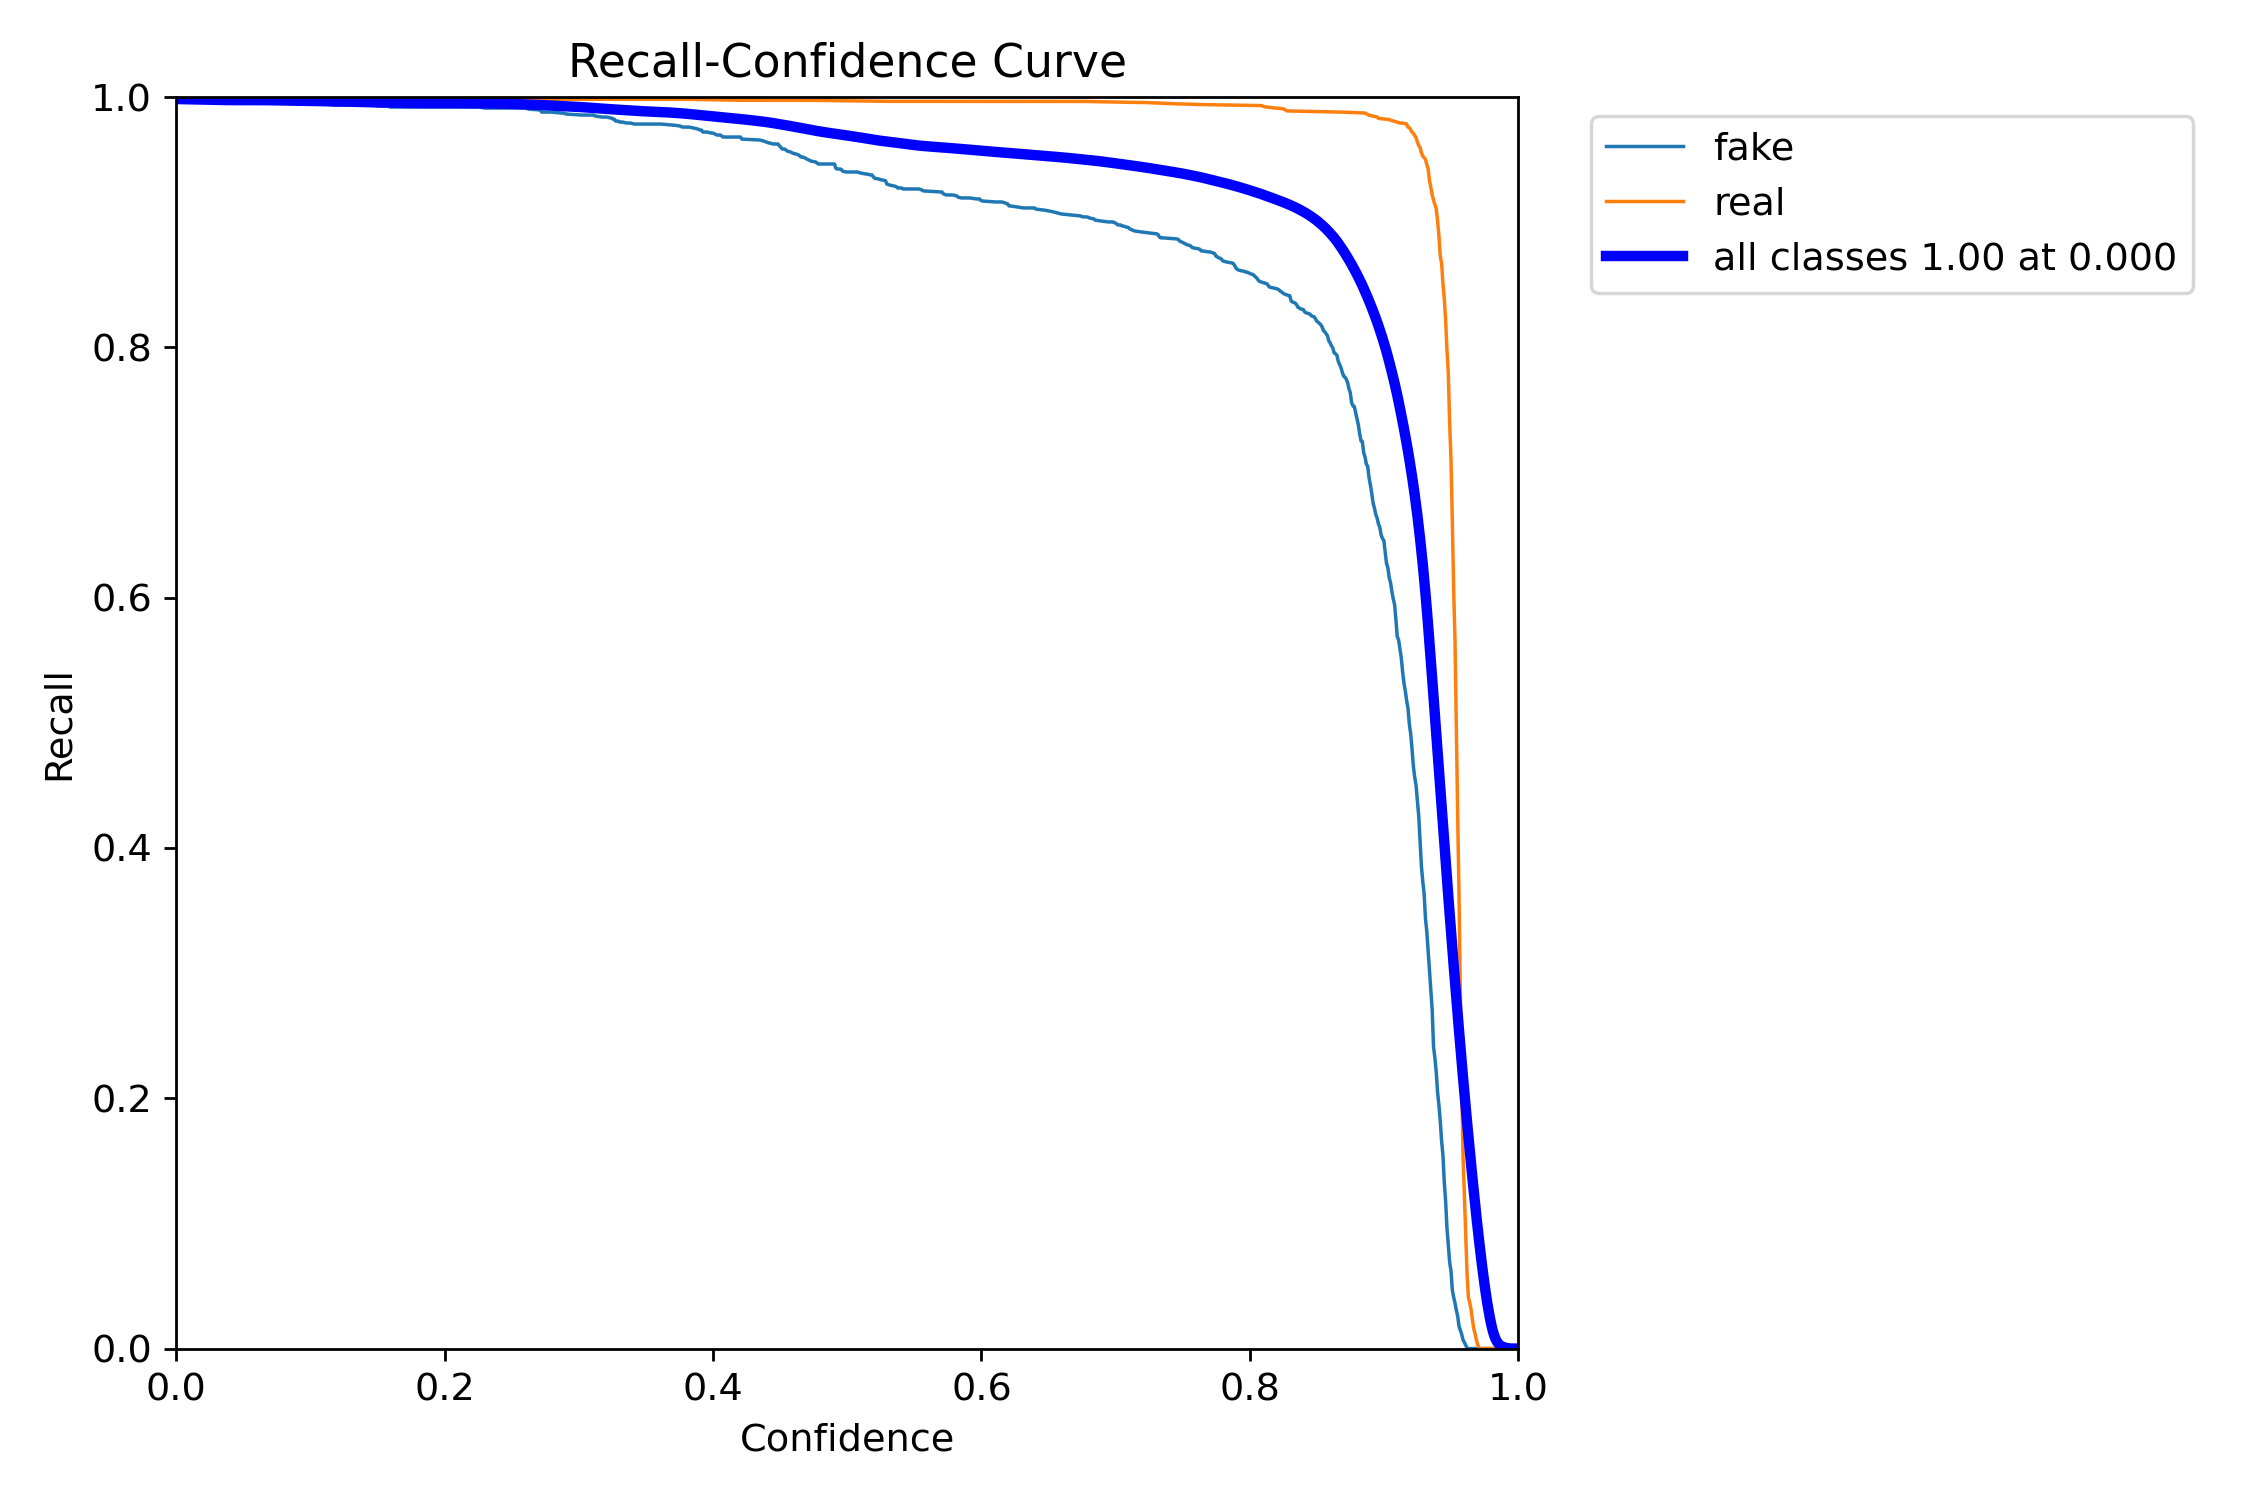 Recall-Confidence Curve
1.0
0.8
0.6
0.4
0.2
0.0
Recall
0.0 0.2 0.4 0.6 0.8 1.0
Confidence
fake
real
all classes 1.00 at 0.000